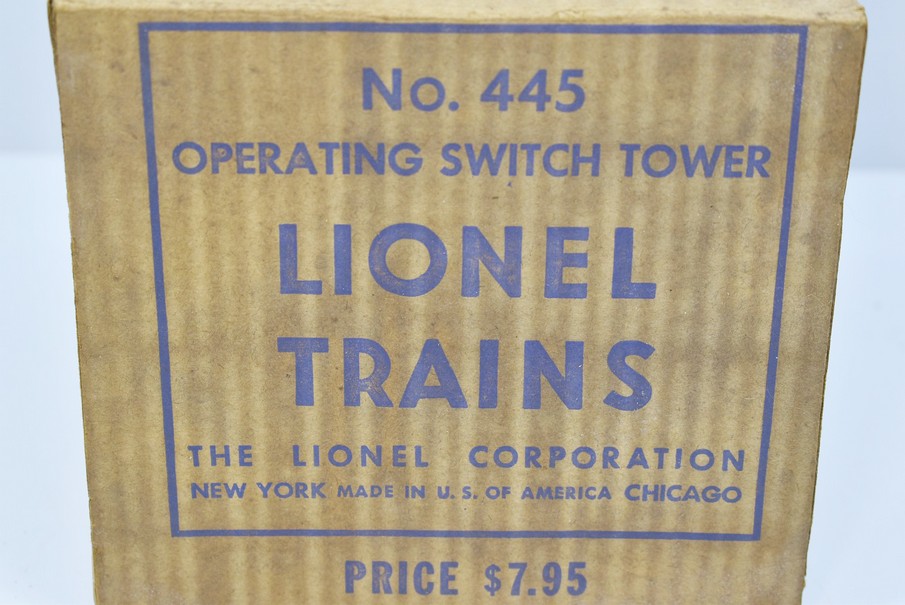 No. 445
OPERATING SWITCH TOWER
LIONEL
TRAINS
THE LIONEL CORPORATION
NEW YORK MADE IN U. S. OF AMERICA CHICAGO
PRICE $7.95